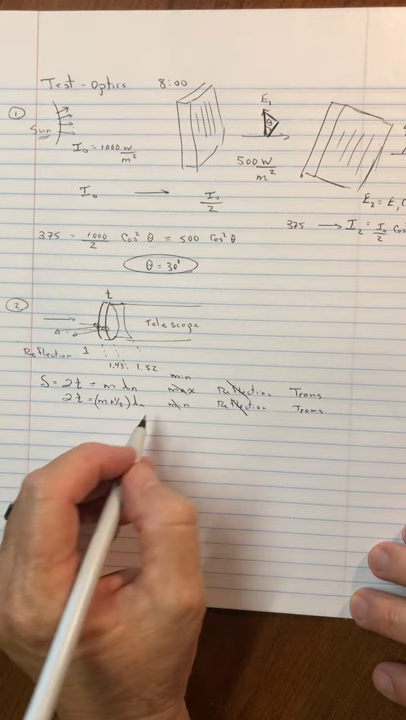 Test - Optics 8:00
①
Sun
I₀ = 1000 W/m²
E₁
θ
500 W/m²
E₂ = E₁ C
I₀ → I₀/2
375 → I₂ = I₀/2 Cos
375 = 1000/2 Cos² θ = 500 Cos² θ
θ = 30°
②
t
Telescope
Reflection 1
1.43 1.52
min
S = 2t = m λn max Reflection Trans
2t = (m+½) λn min Reflection Trans